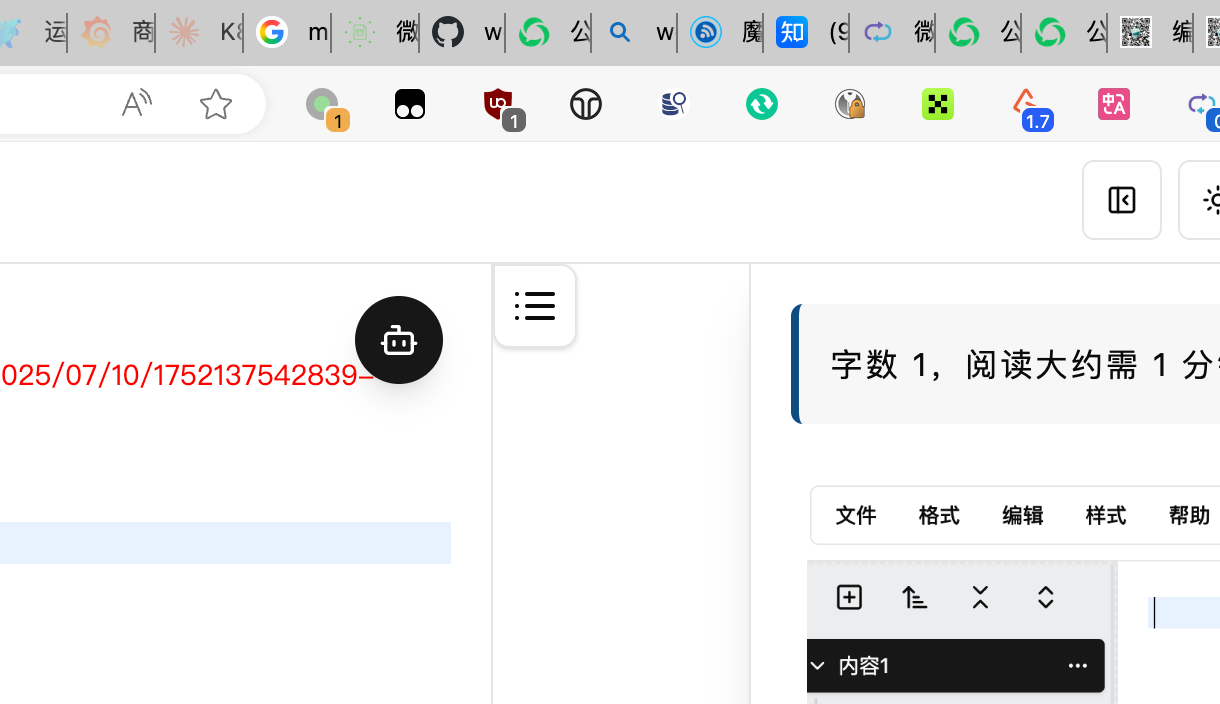 运 商 K8 m 微 w 公 w 魔 (9 微 公 公 编
1 1 1.7
025/07/10/1752137542839-
字数 1，阅读大约需 1 分
文件 格式 编辑 样式 帮助
内容1